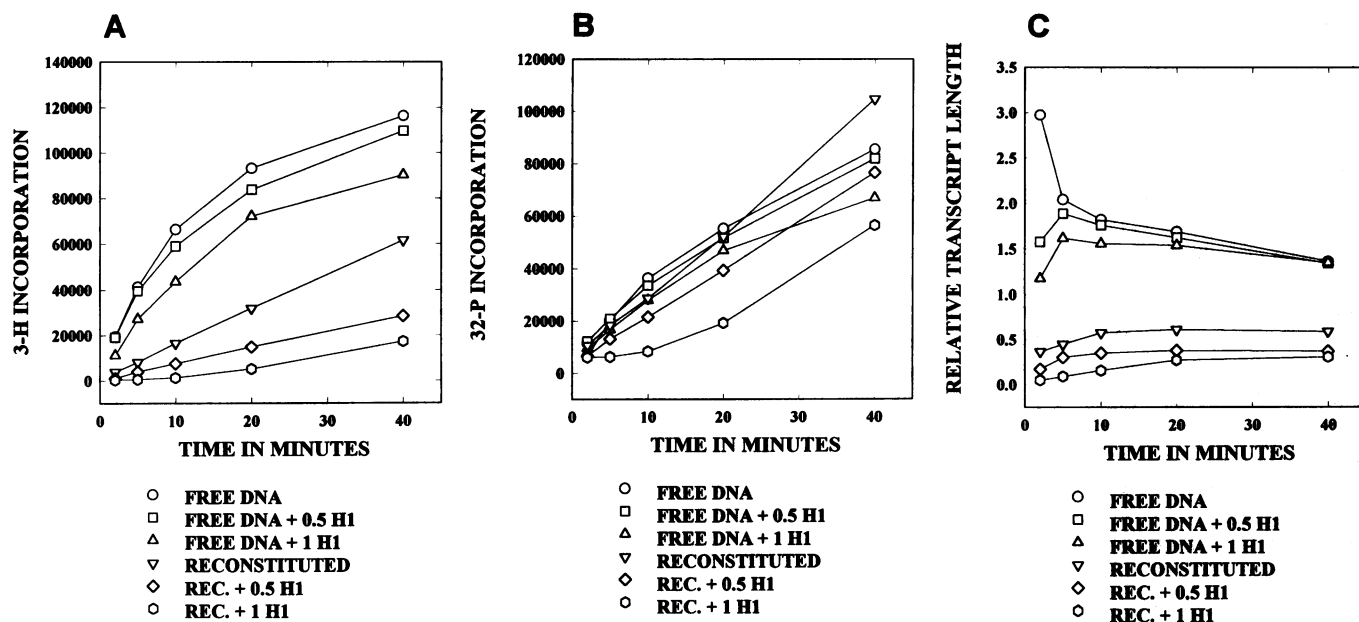 A
3-H INCORPORATION
140000
120000
100000
80000
60000
40000
20000
0
0 10 20 30 40
TIME IN MINUTES
FREE DNA
FREE DNA + 0.5 H1
FREE DNA + 1 H1
RECONSTITUTED
REC. + 0.5 H1
REC. + 1 H1
B
32-P INCORPORATION
120000
100000
80000
60000
40000
20000
0
0 10 20 30 40
TIME IN MINUTES
FREE DNA
FREE DNA + 0.5 H1
FREE DNA + 1 H1
RECONSTITUTED
REC. + 0.5 H1
REC. + 1 H1
C
RELATIVE TRANSCRIPT LENGTH
3.5
3.0
2.5
2.0
1.5
1.0
0.5
0.0
0 10 20 30 40
TIME IN MINUTES
FREE DNA
FREE DNA + 0.5 H1
FREE DNA + 1 H1
RECONSTITUTED
REC. + 0.5 H1
REC. + 1 H1